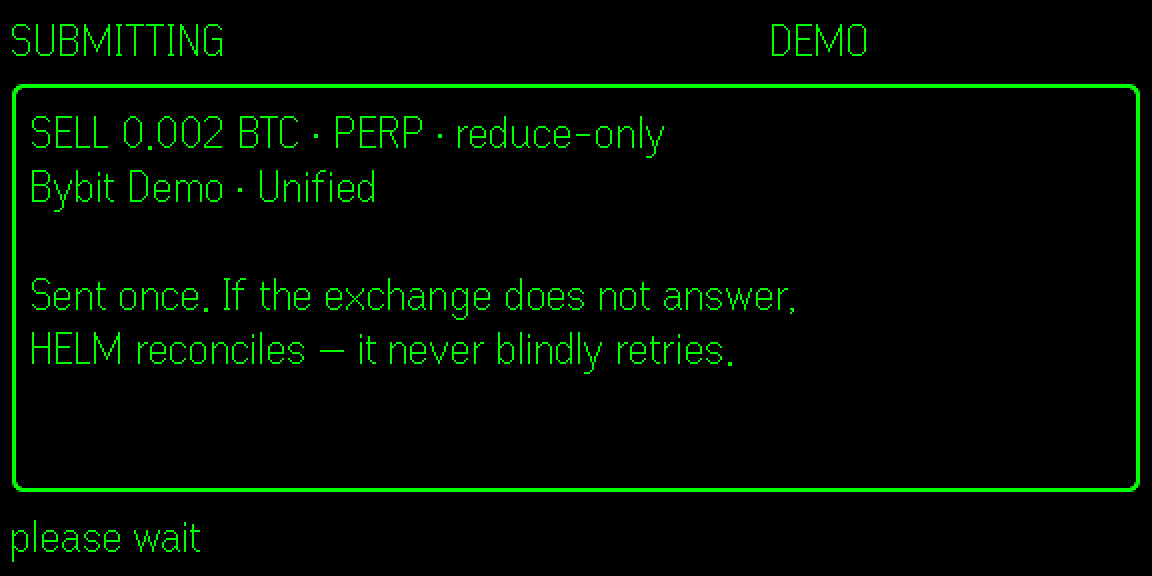 SUBMITTING DEMO
SELL 0.002 BTC · PERP · reduce-only
Bybit Demo · Unified
Sent once. If the exchange does not answer,
HELM reconciles — it never blindly retries.
please wait